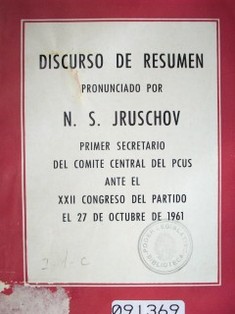 DISCURSO DE RESUMEN
PRONUNCIADO POR
N. S. JRUSCHOV
PRIMER SECRETARIO
DEL COMITE CENTRAL DEL PCUS
ANTE EL
XXII CONGRESO DEL PARTIDO
EL 27 DE OCTUBRE DE 1961
BIBLIOTECA
091369